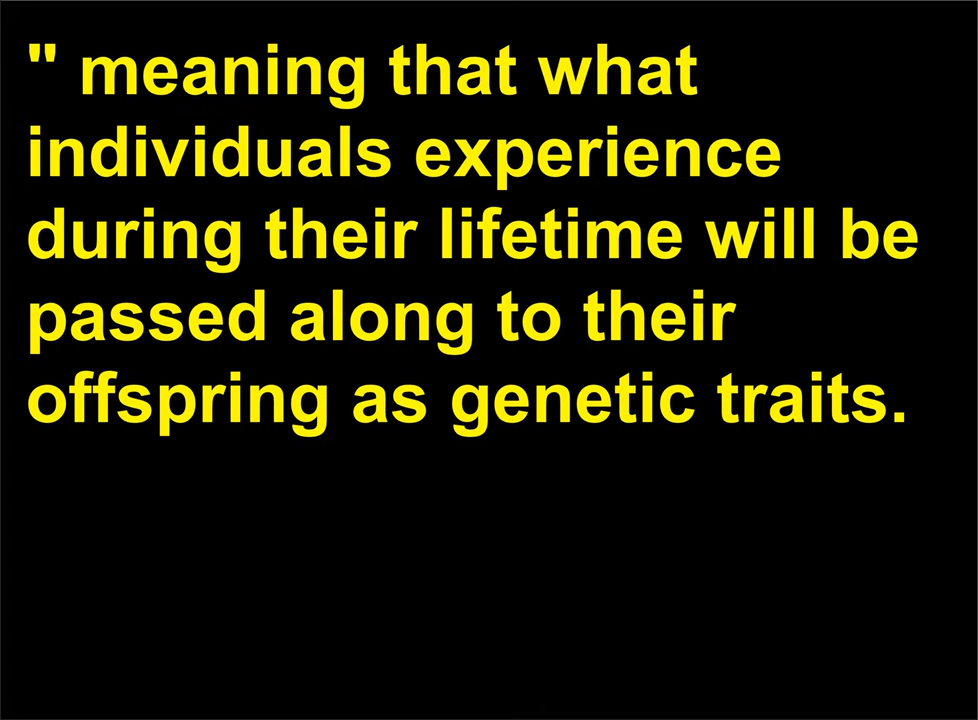 " meaning that what
individuals experience
during their lifetime will be
passed along to their
offspring as genetic traits.